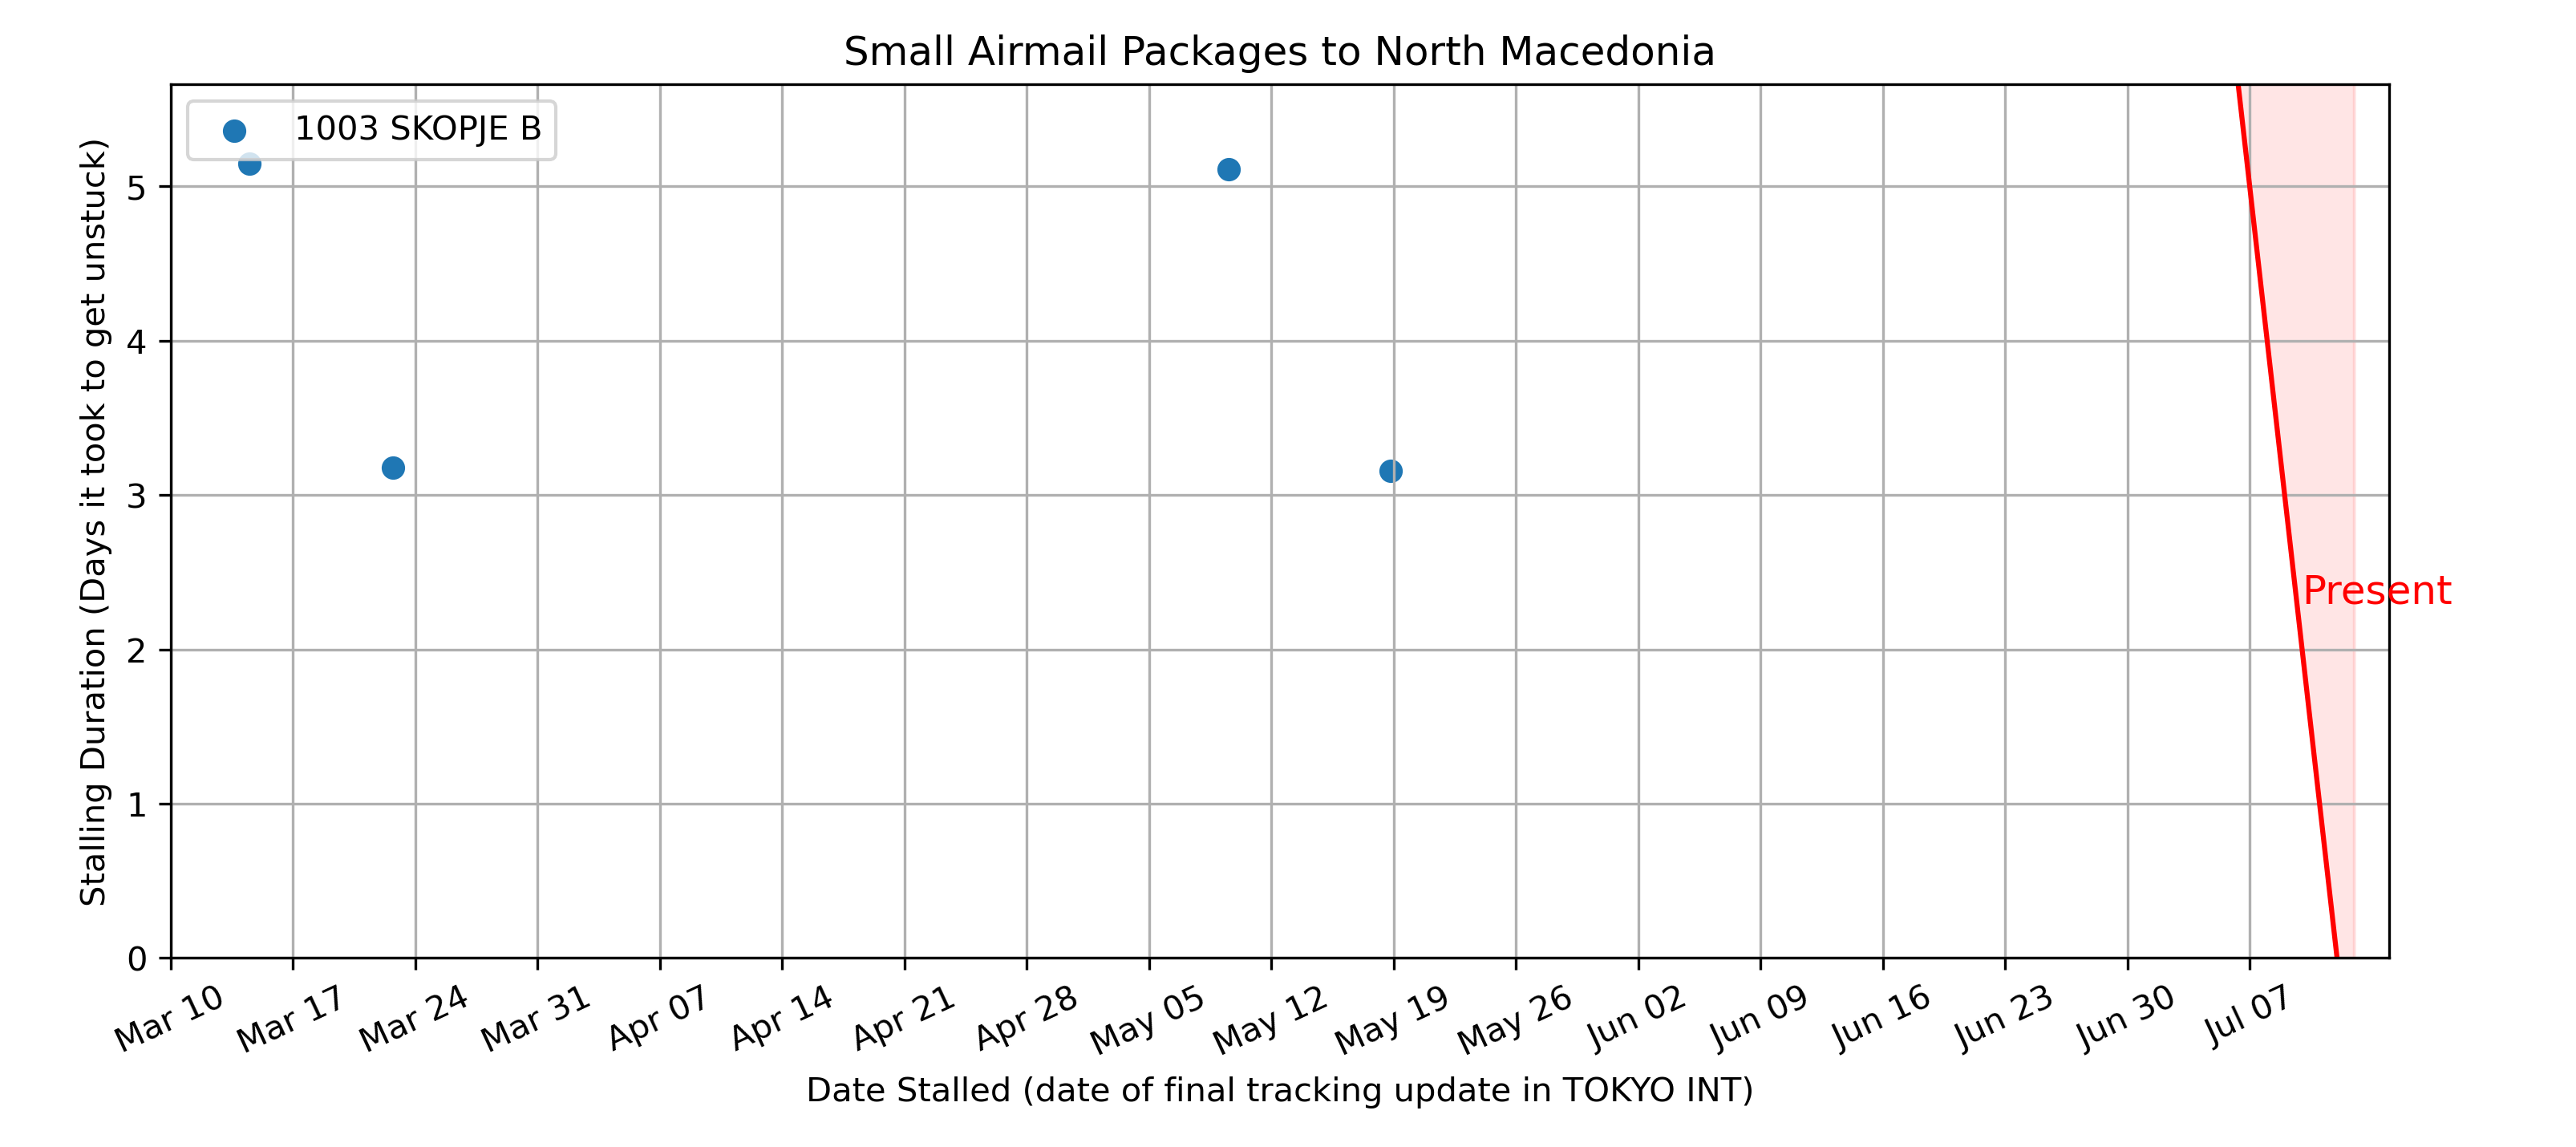 Small Airmail Packages to North Macedonia
1003 SKOPJE B
Stalling Duration (Days it took to get unstuck)
5
4
3
2
1
0
Present
Mar 10
Mar 17
Mar 24
Mar 31
Apr 07
Apr 14
Apr 21
Apr 28
May 05
May 12
May 19
May 26
Jun 02
Jun 09
Jun 16
Jun 23
Jun 30
Jul 07
Date Stalled (date of final tracking update in TOKYO INT)